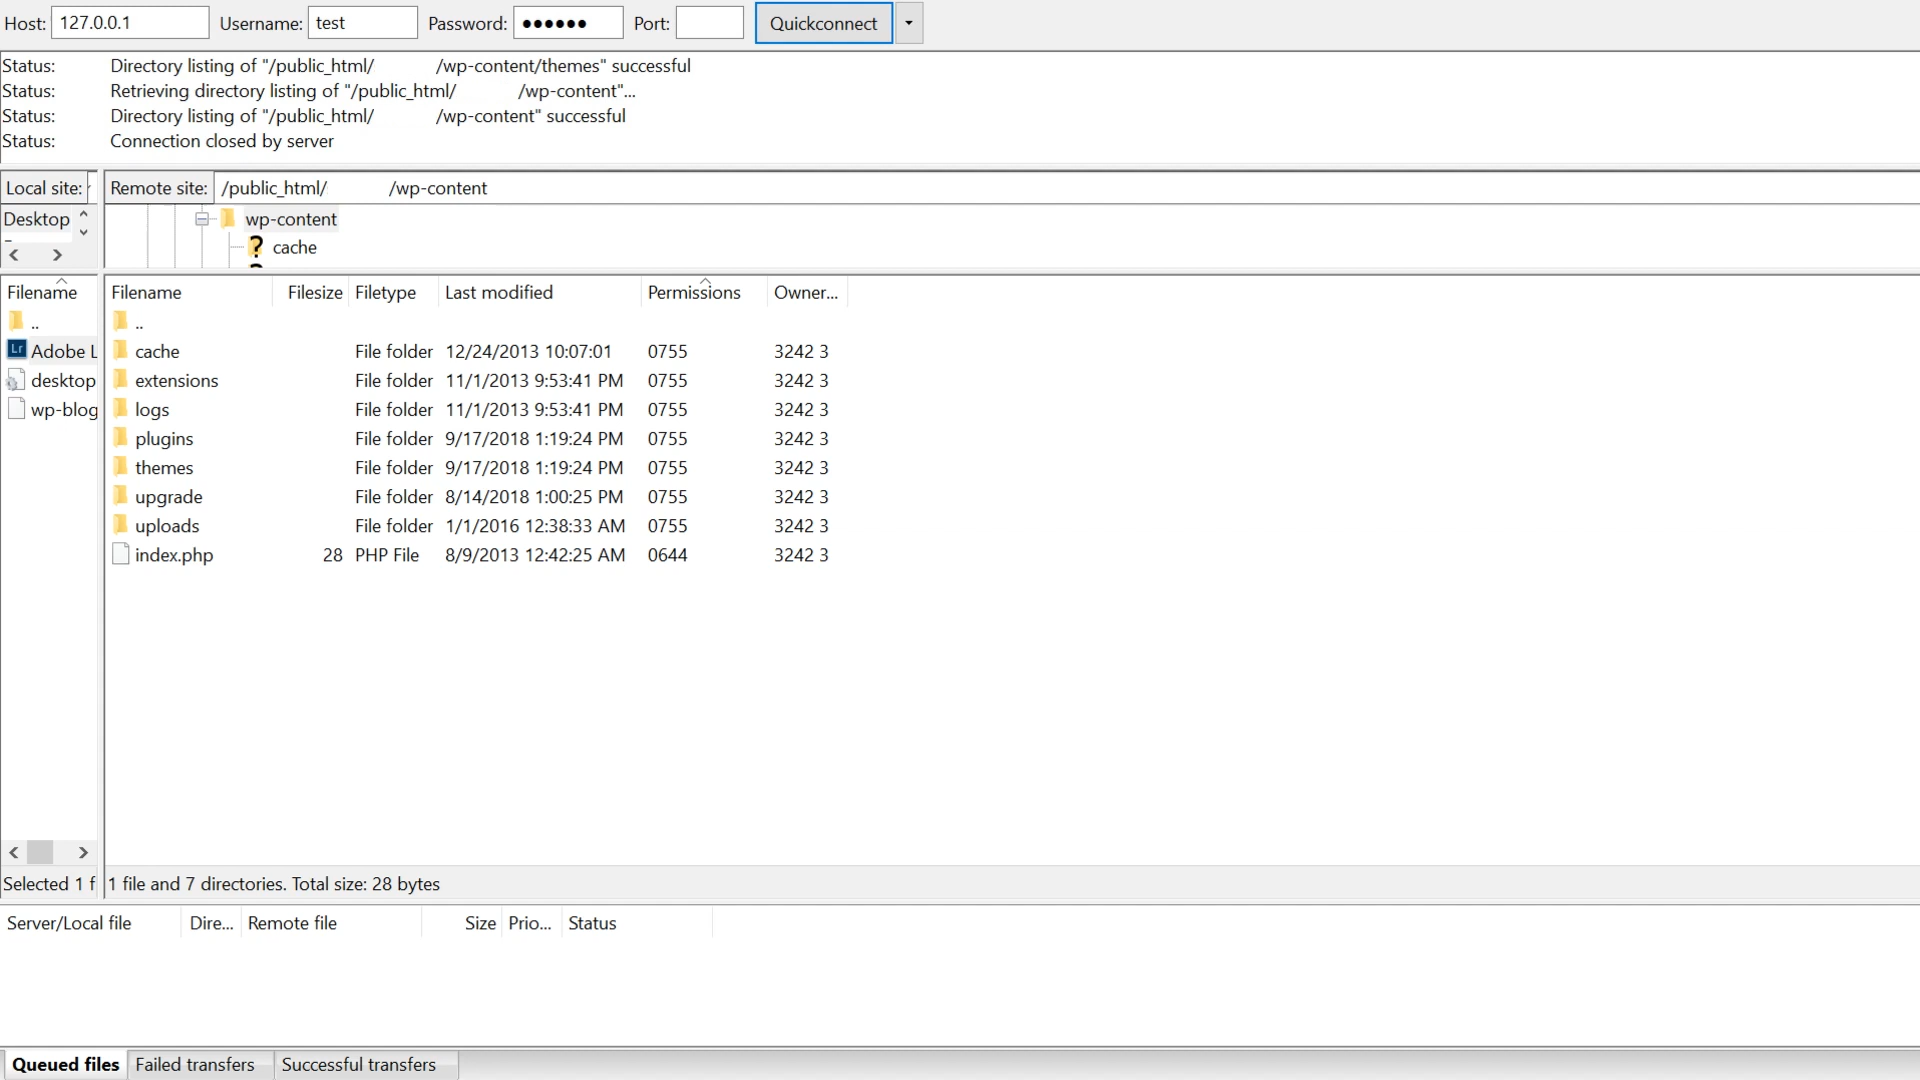 Host: 127.0.0.1 Username: test Password: ●●●●●● Port: Quickconnect
Status: Directory listing of "/public_html/ /wp-content/themes" successful
Status: Retrieving directory listing of "/public_html/ /wp-content"...
Status: Directory listing of "/public_html/ /wp-content" successful
Status: Connection closed by server
Local site: Remote site: /public_html/ /wp-content
Desktop wp-content
? cache
Filename Filename Filesize Filetype Last modified Permissions Owner...
.. ..
Lr Adobe L cache File folder 12/24/2013 10:07:01 0755 3242 3
desktop extensions File folder 11/1/2013 9:53:41 PM 0755 3242 3
wp-blog logs File folder 11/1/2013 9:53:41 PM 0755 3242 3
plugins File folder 9/17/2018 1:19:24 PM 0755 3242 3
themes File folder 9/17/2018 1:19:24 PM 0755 3242 3
upgrade File folder 8/14/2018 1:00:25 PM 0755 3242 3
uploads File folder 1/1/2016 12:38:33 AM 0755 3242 3
index.php 28 PHP File 8/9/2013 12:42:25 AM 0644 3242 3
Selected 1 f 1 file and 7 directories. Total size: 28 bytes
Server/Local file Dire... Remote file Size Prio... Status
Queued files Failed transfers Successful transfers